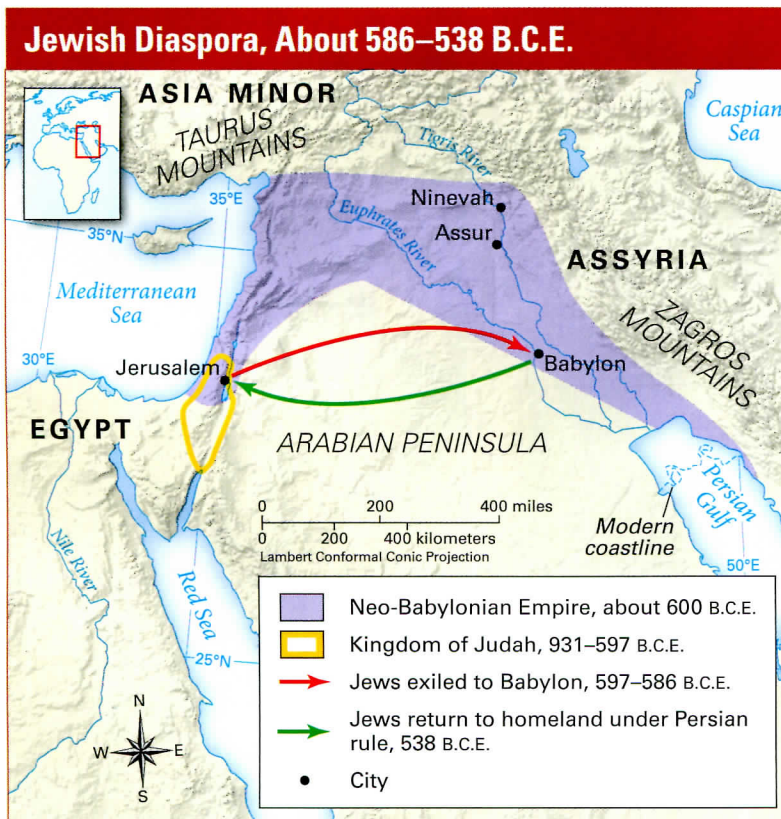 Jewish Diaspora, About 586–538 B.C.E.
ASIA MINOR
TAURUS
MOUNTAINS
Caspian
Sea
Tigris River
35°E
Ninevah
Euphrates River
35°N
Assur
ASSYRIA
Mediterranean
Sea
ZAGROS
MOUNTAINS
30°E
Jerusalem
Babylon
EGYPT
ARABIAN PENINSULA
Persian
Gulf
0 200 400 miles
0 200 400 kilometers
Lambert Conformal Conic Projection
Modern
coastline
Nile River
50°E
Red Sea
Neo-Babylonian Empire, about 600 B.C.E.
Kingdom of Judah, 931–597 B.C.E.
25°N
Jews exiled to Babylon, 597–586 B.C.E.
Jews return to homeland under Persian
rule, 538 B.C.E.
City
N
W E
S